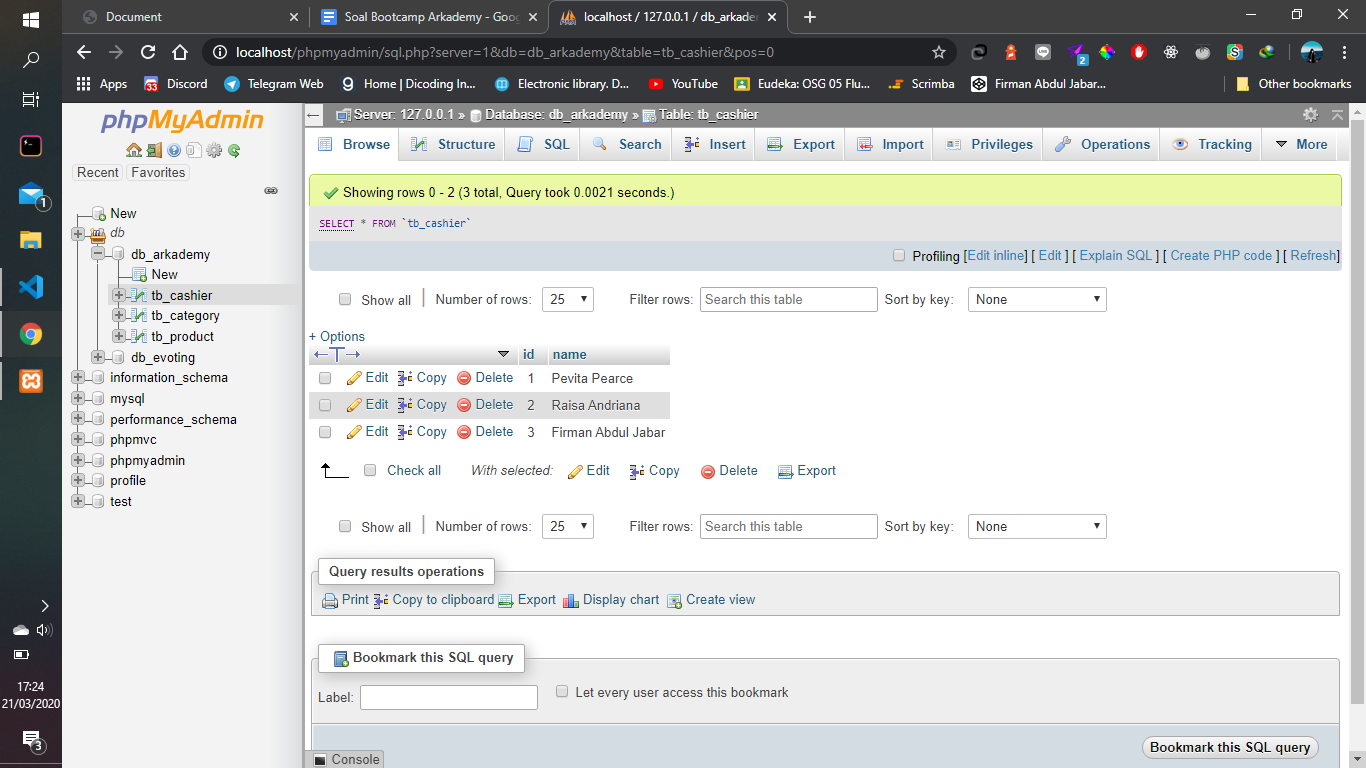 Document
Soal Bootcamp Arkademy - Goo
localhost / 127.0.0.1 / db_arkader
localhost/phpmyadmin/sql.php?server=1&db=db_arkademy&table=tb_cashier&pos=0
2
Apps
33
Discord
Telegram Web
Home | Dicoding In...
Electronic library. D...
YouTube
Eudeka: OSG 05 Flu...
Scrimba
Firman Abdul Jabar...
Other bookmarks
phpMyAdmin
Recent
Favorites
New
db
db_arkademy
New
tb_cashier
tb_category
tb_product
db_evoting
information_schema
mysql
performance_schema
phpmvc
phpmyadmin
profile
test
1
17:24
21/03/2020
3
Server: 127.0.0.1 » Database: db_arkademy » Table: tb_cashier
Browse Structure SQL Search Insert Export Import Privileges Operations Tracking More
Showing rows 0 - 2 (3 total, Query took 0.0021 seconds.)
SELECT * FROM `tb_cashier`
Profiling [Edit inline] [ Edit ] [ Explain SQL ] [ Create PHP code ] [ Refresh]
Show all Number of rows: 25 Filter rows: Search this table Sort by key: None
+ Options
←T→ id name
Edit Copy Delete 1 Pevita Pearce
Edit Copy Delete 2 Raisa Andriana
Edit Copy Delete 3 Firman Abdul Jabar
Check all With selected: Edit Copy Delete Export
Show all Number of rows: 25 Filter rows: Search this table Sort by key: None
Query results operations
Print Copy to clipboard Export Display chart Create view
Bookmark this SQL query
Label: Let every user access this bookmark
Bookmark this SQL query
Console